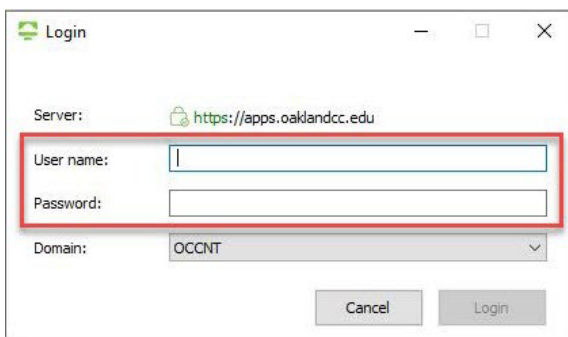 Login
Server: https://apps.oaklandcc.edu
User name:
Password:
Domain: OCCNT
Cancel Login